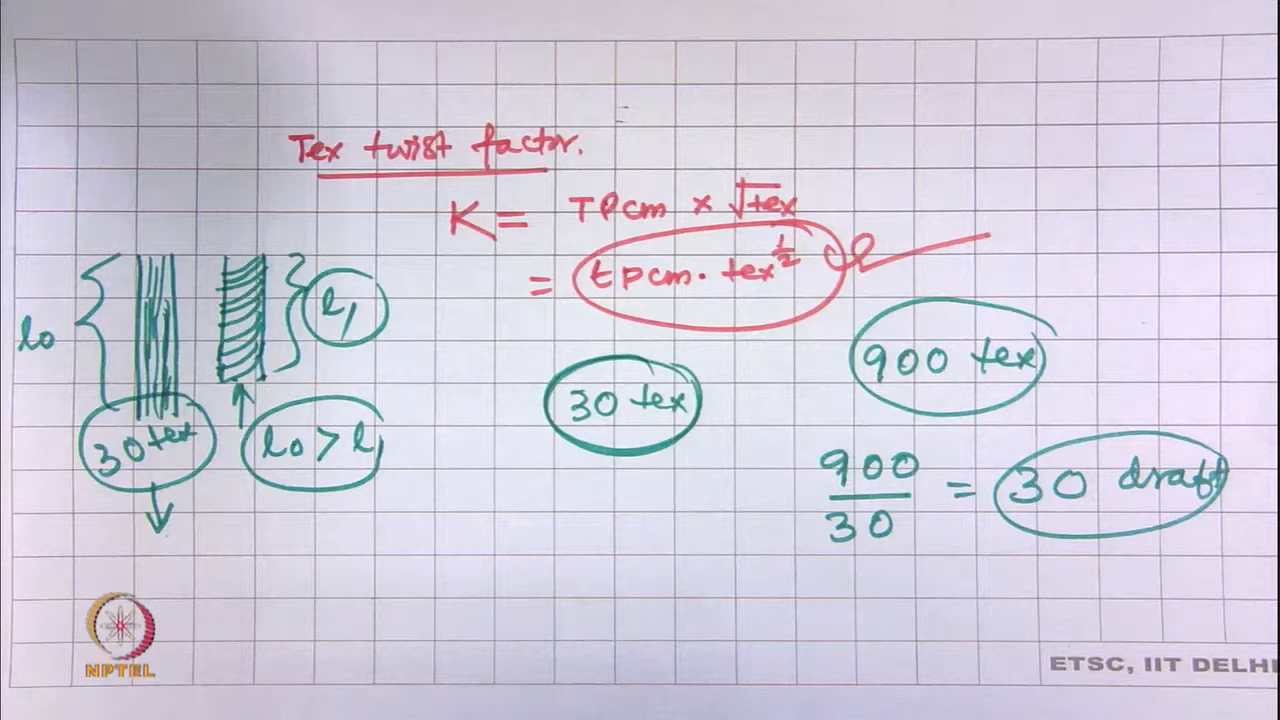 Tex twist factor.
K = TPcm × √tex
= tpcm. tex^1/2
l0
l1
30 tex
l0 > l1
30 tex
900 tex
900/30 = 30 draft
NPTEL
ETSC, IIT DELHI